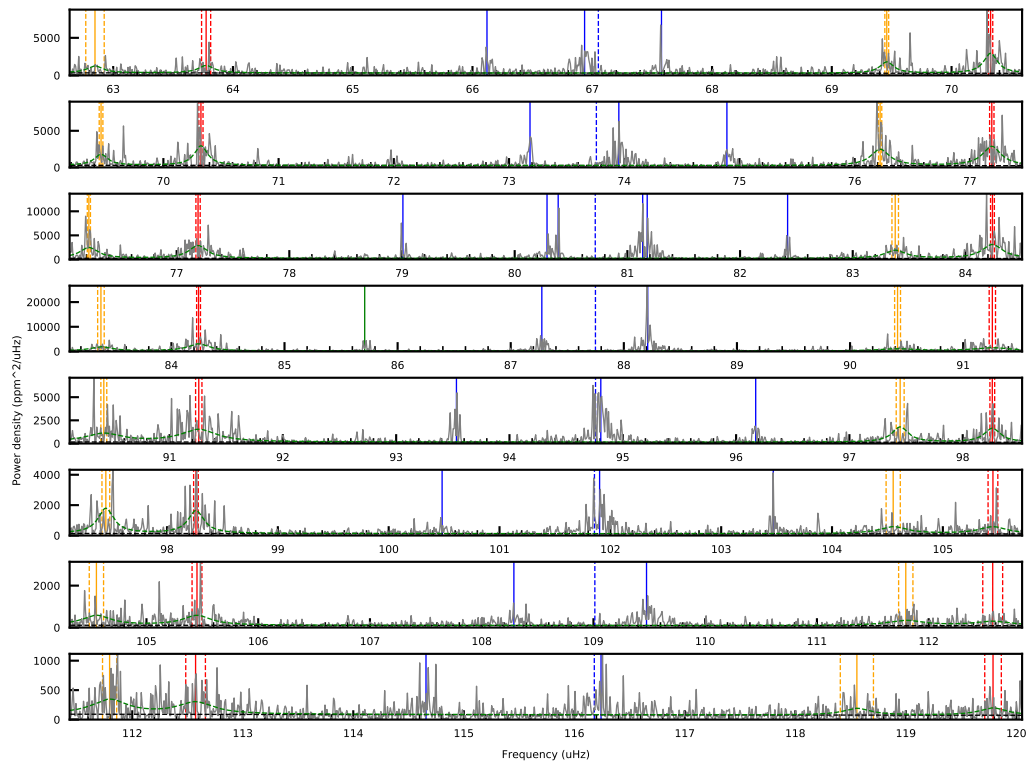 5000
0
63 64 65 66 67 68 69 70
5000
0
70 71 72 73 74 75 76 77
10000
5000
0
77 78 79 80 81 82 83 84
20000
10000
0
84 85 86 87 88 89 90 91
Power density (ppm^2/uHz)
5000
2500
0
91 92 93 94 95 96 97 98
4000
2000
0
98 99 100 101 102 103 104 105
2000
0
105 106 107 108 109 110 111 112
1000
500
0
112 113 114 115 116 117 118 119 120
Frequency (uHz)